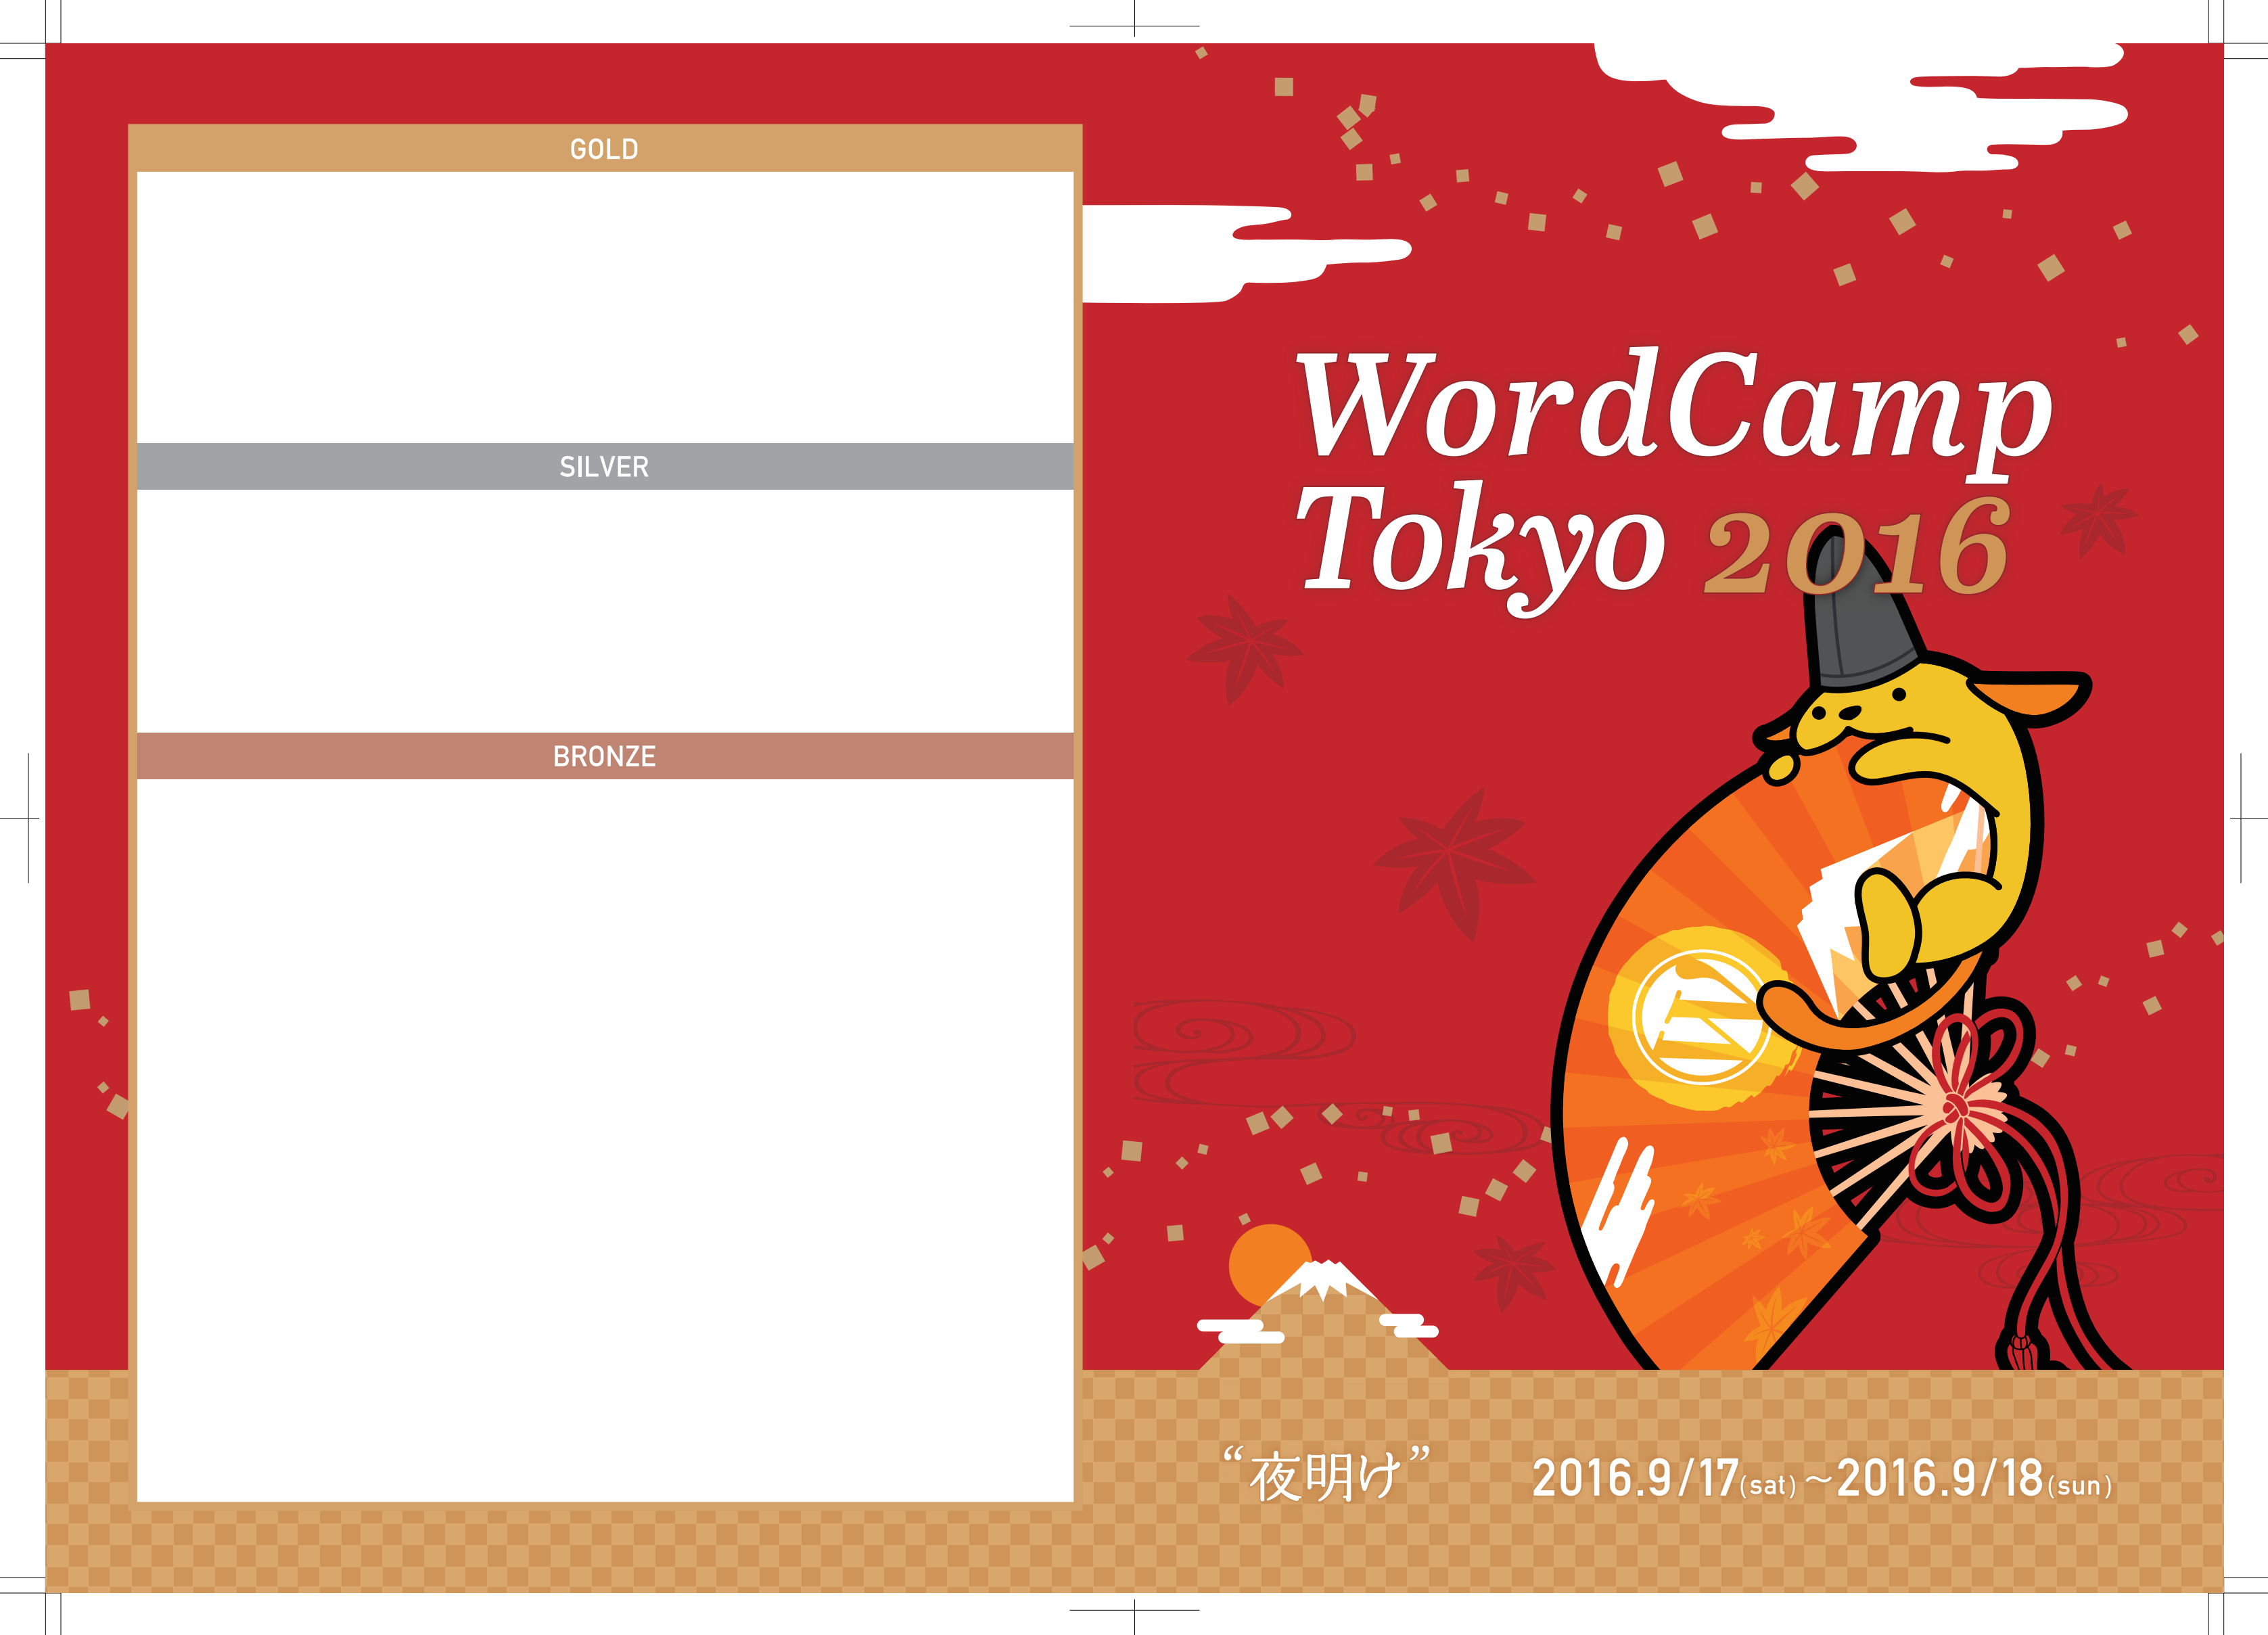 GOLD
SILVER
BRONZE
WordCamp
Tokyo 2016
“夜明け”
2016.9/17(sat)～2016.9/18(sun)